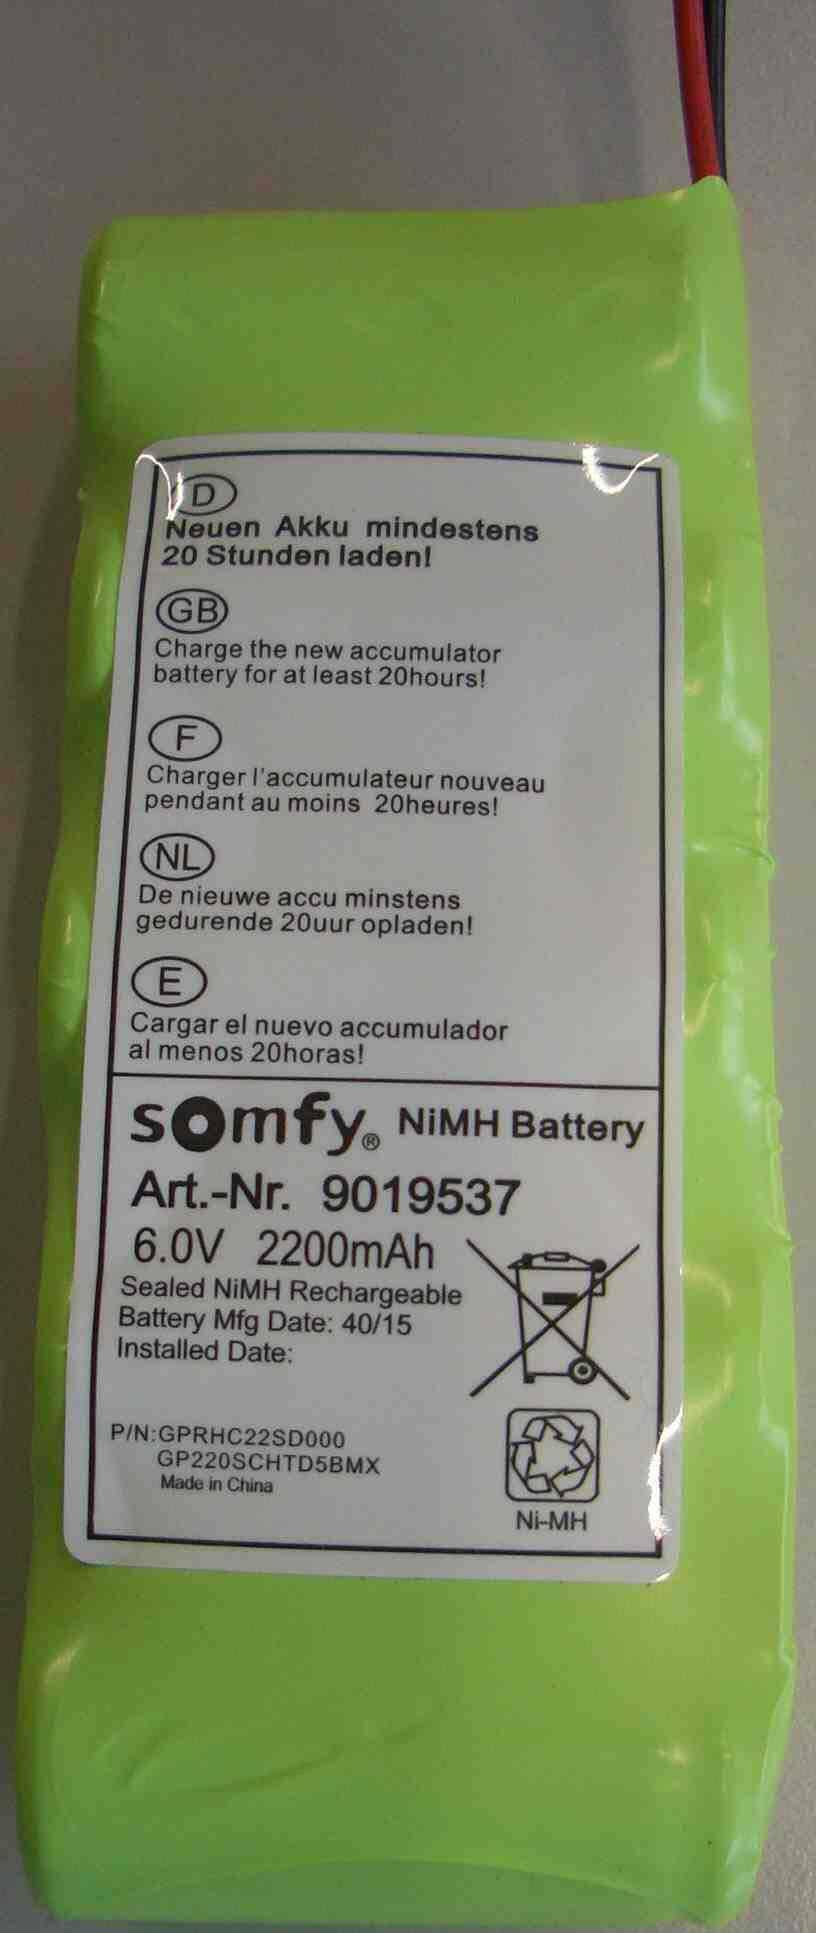 D
Neuen Akku mindestens
20 Stunden laden!
GB
Charge the new accumulator
battery for at least 20hours!
F
Charger l'accumulateur nouveau
pendant au moins 20heures!
NL
De nieuwe accu minstens
gedurende 20uur opladen!
E
Cargar el nuevo accumulador
al menos 20horas!
somfy® NiMH Battery
Art.-Nr. 9019537
6.0V 2200mAh
Sealed NiMH Rechargeable
Battery Mfg Date: 40/15
Installed Date:
P/N:GPRHC22SD000
GP220SCHTD5BMX
Made in China
Ni-MH